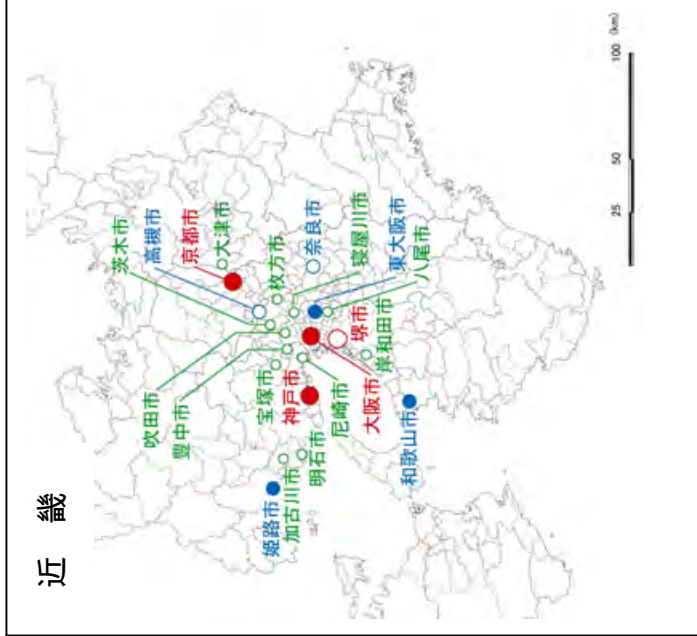 近 畿
茨木市
高槻市
京都市
大津市
枚方市
奈良市
寝屋川市
東大阪市
八尾市
吹田市
豊中市
宝塚市
神戸市
尼崎市
大阪市
堺市
岸和田市
明石市
加古川市
姫路市
和歌山市
25 50 100 (km)